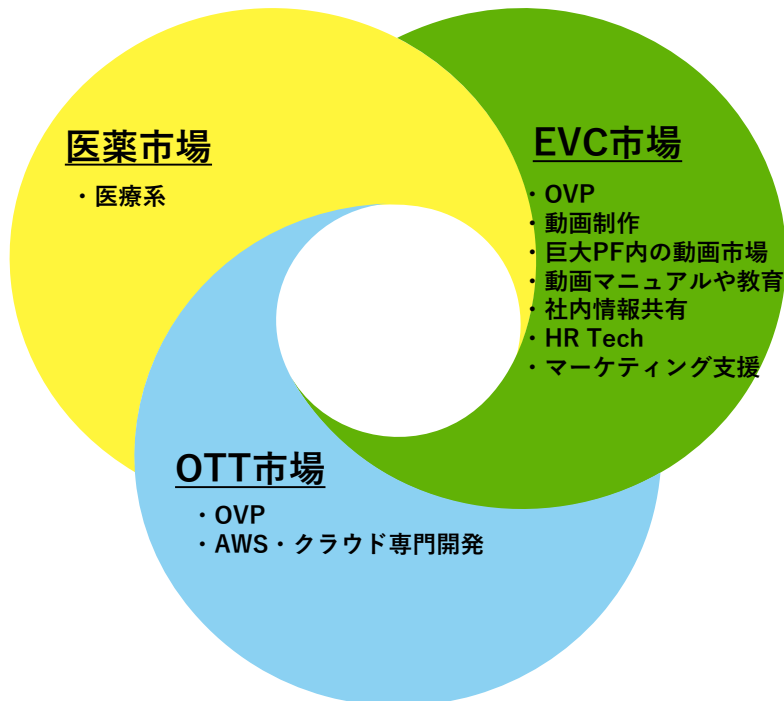 医薬市場
・医療系
EVC市場
・OVP
・動画制作
・巨大PF内の動画市場
・動画マニュアルや教育
・社内情報共有
・HR Tech
・マーケティング支援
OTT市場
・OVP
・AWS・クラウド専門開発